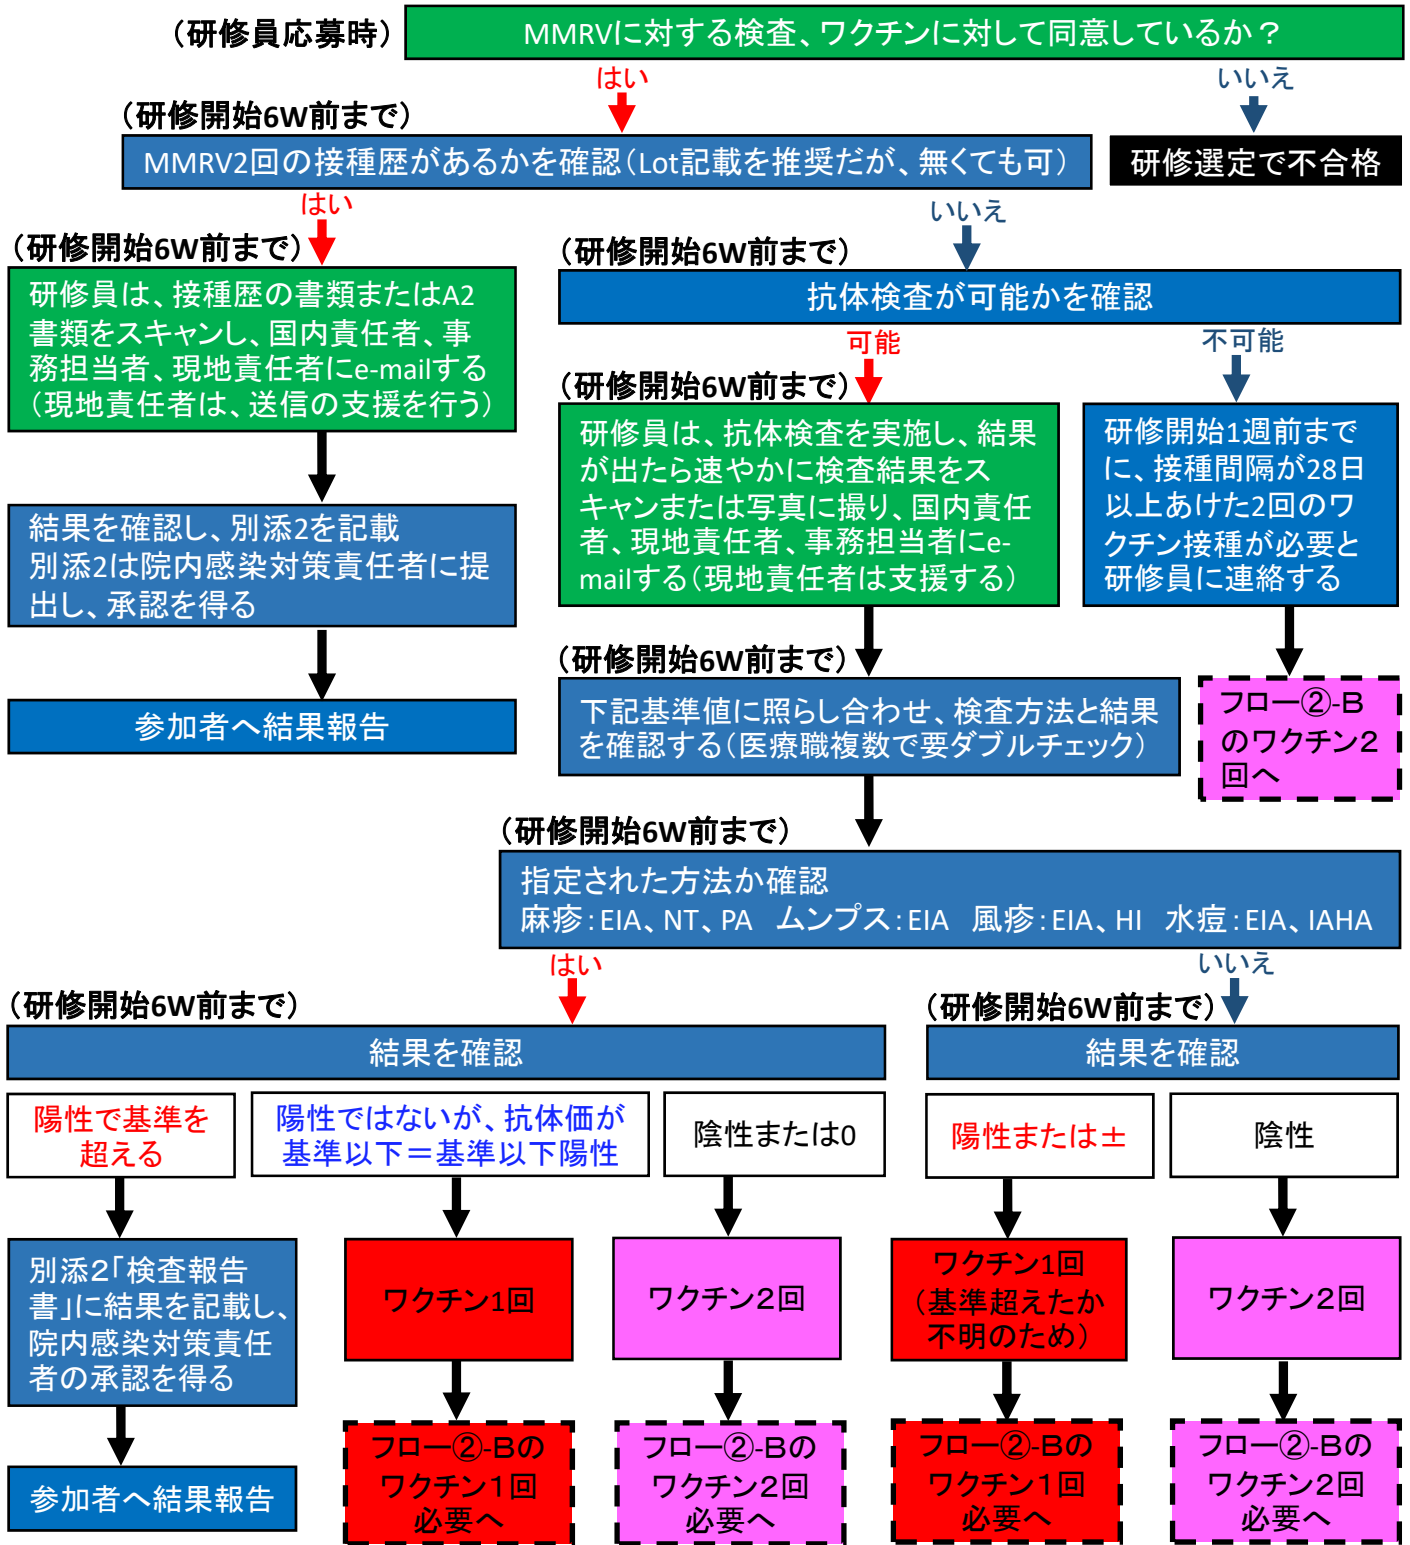 (研修員応募時)
MMRVに対する検査、ワクチンに対して同意しているか？
はい
いいえ
(研修開始6W前まで)
MMRV2回の接種歴があるかを確認(Lot記載を推奨だが、無くても可)
研修選定で不合格
はい
いいえ
(研修開始6W前まで)
研修員は、接種歴の書類またはA2
書類をスキャンし、国内責任者、事
務担当者、現地責任者にe-mailする
(現地責任者は、送信の支援を行う)
(研修開始6W前まで)
抗体検査が可能かを確認
可能
不可能
(研修開始6W前まで)
研修員は、抗体検査を実施し、結果
が出たら速やかに検査結果をス
キャンまたは写真に撮り、国内責任
者、現地責任者、事務担当者にe-
mailする(現地責任者は支援する)
研修開始1週前まで
に、接種間隔が28日
以上あけた2回のワ
クチン接種が必要と
研修員に連絡する
結果を確認し、別添2を記載
別添2は院内感染対策責任者に提
出し、承認を得る
参加者へ結果報告
(研修開始6W前まで)
下記基準値に照らし合わせ、検査方法と結果
を確認する(医療職複数で要ダブルチェック)
フロー②-B
のワクチン２
回へ
(研修開始6W前まで)
指定された方法か確認
麻疹：EIA、NT、PA　ムンプス：EIA　風疹：EIA、HI　水痘：EIA、IAHA
はい
いいえ
(研修開始6W前まで)
結果を確認
(研修開始6W前まで)
結果を確認
陽性で基準を
超える
陽性ではないが、抗体価が
基準以下＝基準以下陽性
陰性または0
陽性または±
陰性
別添２「検査報告
書」に結果を記載し、
院内感染対策責任
者の承認を得る
ワクチン1回
ワクチン２回
ワクチン1回
(基準超えたか
不明のため)
ワクチン２回
参加者へ結果報告
フロー②-Bの
ワクチン１回
必要へ
フロー②-Bの
ワクチン２回
必要へ
フロー②-Bの
ワクチン１回
必要へ
フロー②-Bの
ワクチン２回
必要へ